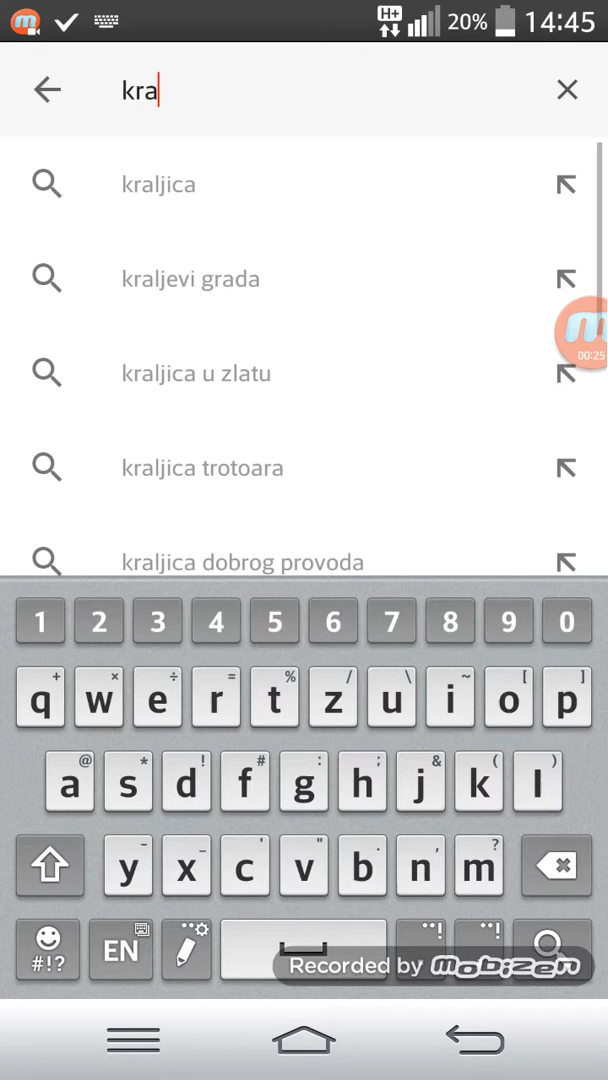 H+ 20% 14:45
kra
kraljica
kraljevi grada
00:25
kraljica u zlatu
kraljica trotoara
kraljica dobrog provoda
1 2 3 4 5 6 7 8 9 0
+ × ÷ = % / \ ~ [ ]
q w e r t z u i o p
@ * ! # : ; & ( )
a s d f g h j k l
- _ ' " . , ?
y x c v b n m
#!? EN
Recorded by mobizen